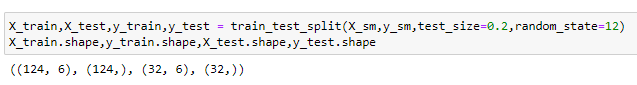 X_train,X_test,y_train,y_test = train_test_split(X_sm,y_sm,test_size=0.2,random_state=12)
X_train.shape,y_train.shape,X_test.shape,y_test.shape
((124, 6), (124,), (32, 6), (32,))